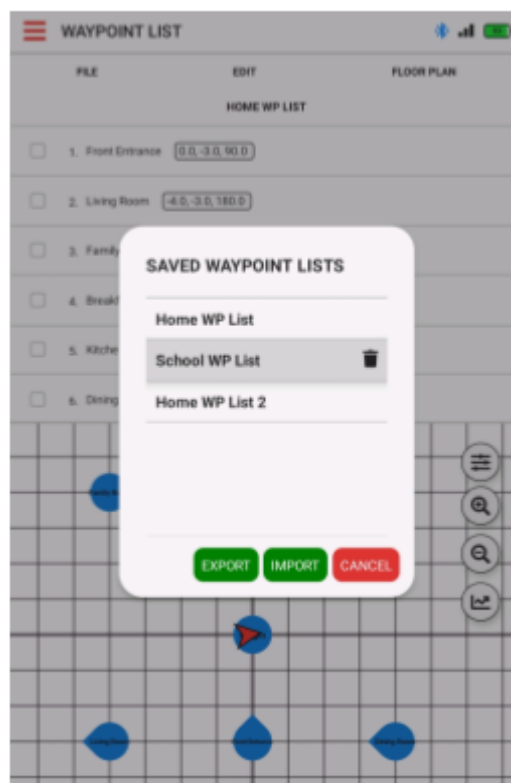 WAYPOINT LIST
FILE EDIT FLOOR PLAN
HOME WP LIST
1. Front Entrance 0.0, -3.0, 90.0
2. Living Room -4.0, -3.0, 180.0
3. Family
4. Breakf
5. Kitche
6. Dining
SAVED WAYPOINT LISTS
Home WP List
School WP List
Home WP List 2
EXPORT IMPORT CANCEL